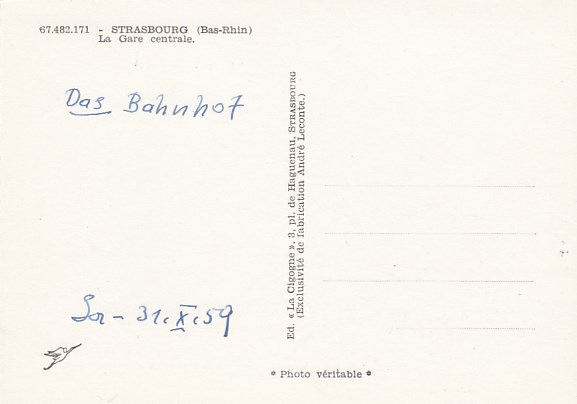 67.482.171 - STRASBOURG (Bas-Rhin)
La Gare centrale.
Das Bahnhof
31.X.59
Ed. « La Cigogne », 3, pl. de Haguenau, STRASBOURG
(Exclusivité de fabrication André Leconte.)
* Photo véritable *